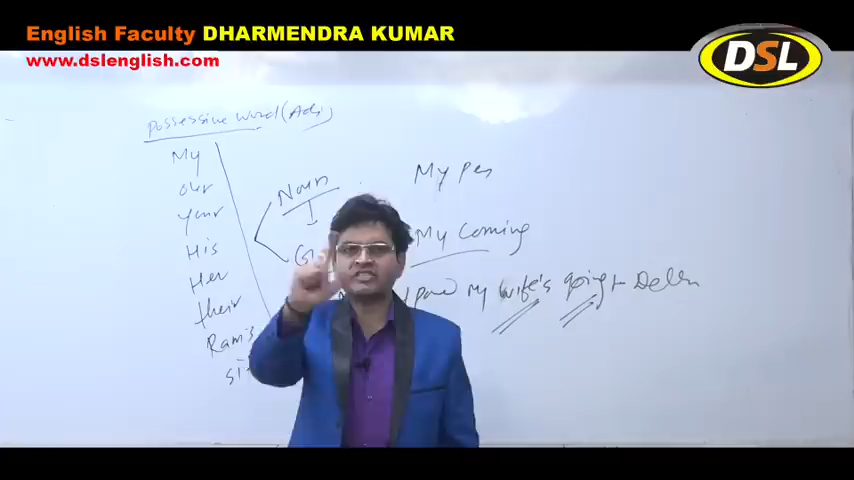 English Faculty DHARMENDRA KUMAR
www.dslenglish.com
DSL
Possessive word (Adj)
My
our
your
His
Her
their
Ram's
Noun
My pen
My Coming
my wife's going to Delhi